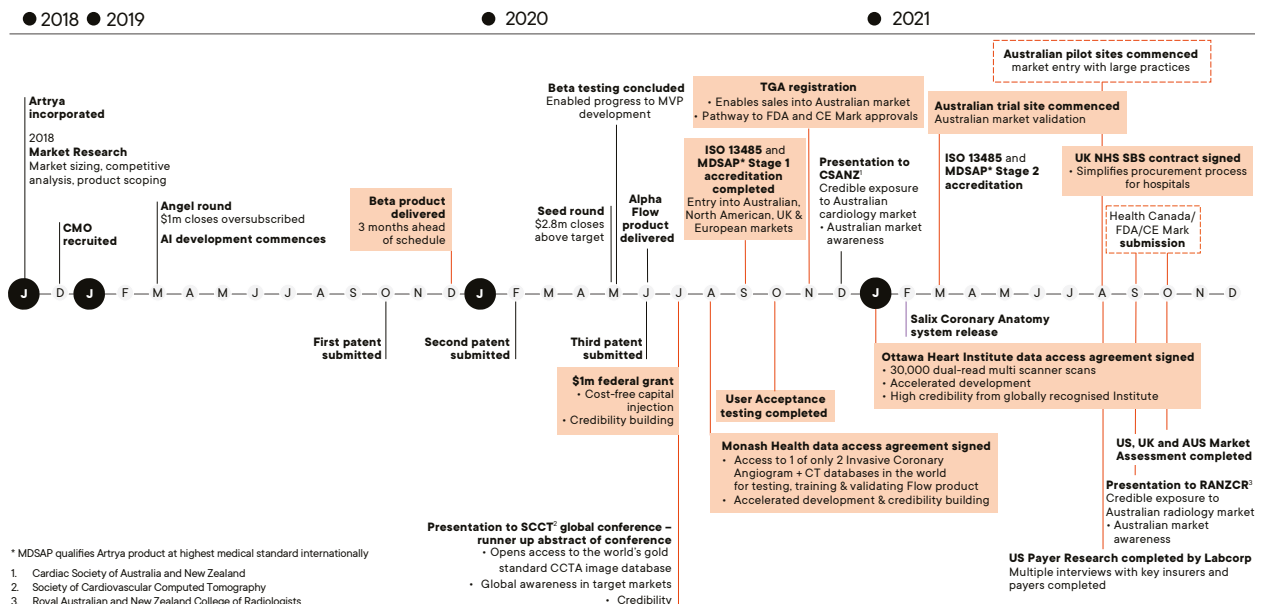 2018
2019
2020
2021
Australian pilot sites commenced
market entry with large practices
Artrya
incorporated
2018
Market Research
Market sizing, competitive
analysis, product scoping
CMO
recruited
Angel round
$1m closes oversubscribed
AI development commences
Beta product
delivered
3 months ahead
of schedule
Beta testing concluded
Enabled progress to MVP
development
Seed round
$2.8m closes
above target
Alpha
Flow
product
delivered
TGA registration
• Enables sales into Australian market
• Pathway to FDA and CE Mark approvals
ISO 13485 and
MDSAP* Stage 1
accreditation
completed
Entry into Australian,
North American, UK &
European markets
Presentation to
CSANZ¹
Credible exposure
to Australian
cardiology market
• Australian market
awareness
Australian trial site commenced
Australian market validation
ISO 13485 and
MDSAP* Stage 2
accreditation
UK NHS SBS contract signed
• Simplifies procurement process
for hospitals
Health Canada/
FDA/CE Mark
submission
J D J F M A M J J A S O N D J F M A M J J A S O N D J F M A M J J A S O N D
First patent
submitted
Second patent
submitted
Third patent
submitted
$1m federal grant
• Cost-free capital
injection
• Credibility building
User Acceptance
testing completed
Monash Health data access agreement signed
• Access to 1 of only 2 Invasive Coronary
Angiogram + CT databases in the world
for testing, training & validating Flow product
• Accelerated development & credibility building
Salix Coronary Anatomy
system release
Ottawa Heart Institute data access agreement signed
• 30,000 dual-read multi scanner scans
• Accelerated development
• High credibility from globally recognised Institute
US, UK and AUS Market
Assessment completed
Presentation to RANZCR³
Credible exposure to
Australian radiology market
• Australian market
awareness
US Payer Research completed by Labcorp
Multiple interviews with key insurers and
payers completed
Presentation to SCCT² global conference –
runner up abstract of conference
• Opens access to the world's gold
standard CCTA image database
• Global awareness in target markets
• Credibility
* MDSAP qualifies Artrya product at highest medical standard internationally
1. Cardiac Society of Australia and New Zealand
2. Society of Cardiovascular Computed Tomography
3. Royal Australian and New Zealand College of Radiologists